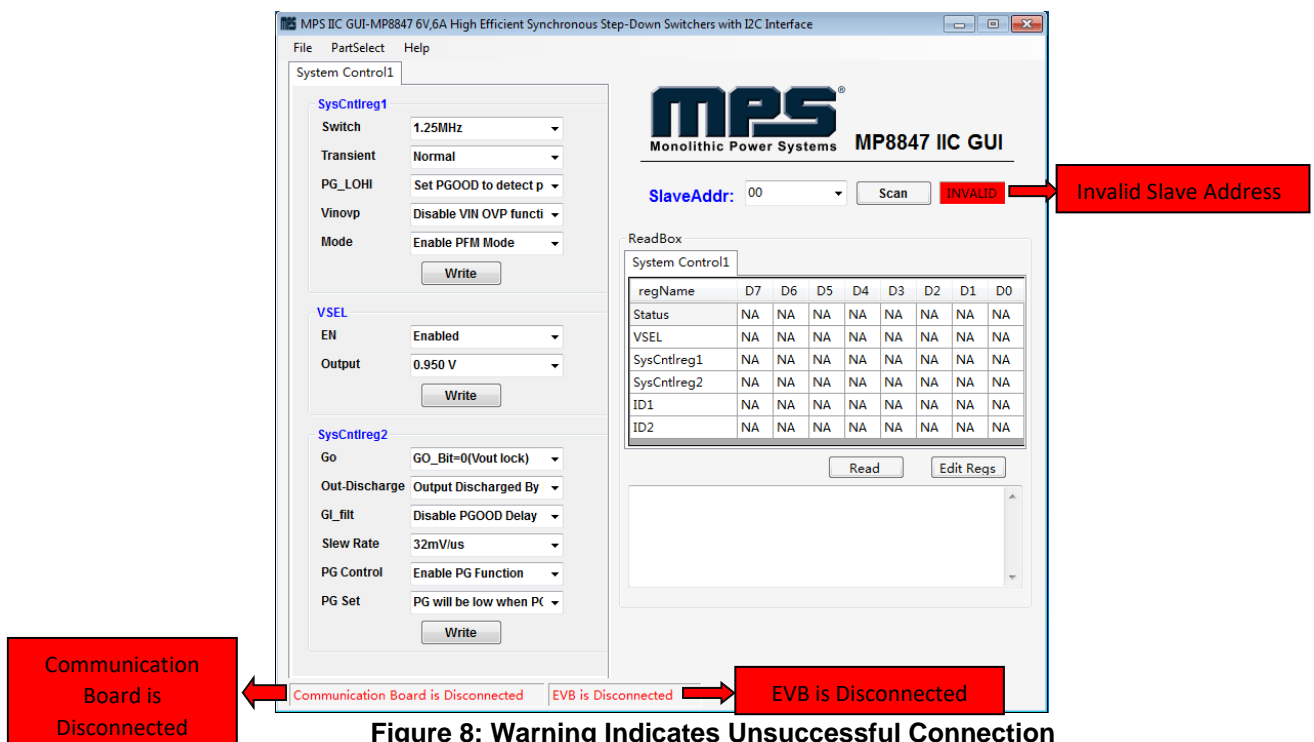 MPS IIC GUI-MP8847 6V,6A High Efficient Synchronous Step-Down Switchers with I2C Interface
File PartSelect Help
System Control1
SysCntlreg1
Switch 1.25MHz
Transient Normal
PG_LOHI Set PGOOD to detect p
Vinovp Disable VIN OVP functi
Mode Enable PFM Mode
Write
VSEL
EN Enabled
Output 0.950 V
Write
SysCntlreg2
Go GO_Bit=0(Vout lock)
Out-Discharge Output Discharged By
GI_filt Disable PGOOD Delay
Slew Rate 32mV/us
PG Control Enable PG Function
PG Set PG will be low when P(
Write
mps®
Monolithic Power Systems MP8847 IIC GUI
SlaveAddr: 00 Scan INVALID
Invalid Slave Address
ReadBox
System Control1
regName D7 D6 D5 D4 D3 D2 D1 D0
Status NA NA NA NA NA NA NA NA
VSEL NA NA NA NA NA NA NA NA
SysCntlreg1 NA NA NA NA NA NA NA NA
SysCntlreg2 NA NA NA NA NA NA NA NA
ID1 NA NA NA NA NA NA NA NA
ID2 NA NA NA NA NA NA NA NA
Read Edit Regs
Communication Board is Disconnected EVB is Disconnected
Communication
Board is
Disconnected
EVB is Disconnected
Figure 8: Warning Indicates Unsuccessful Connection